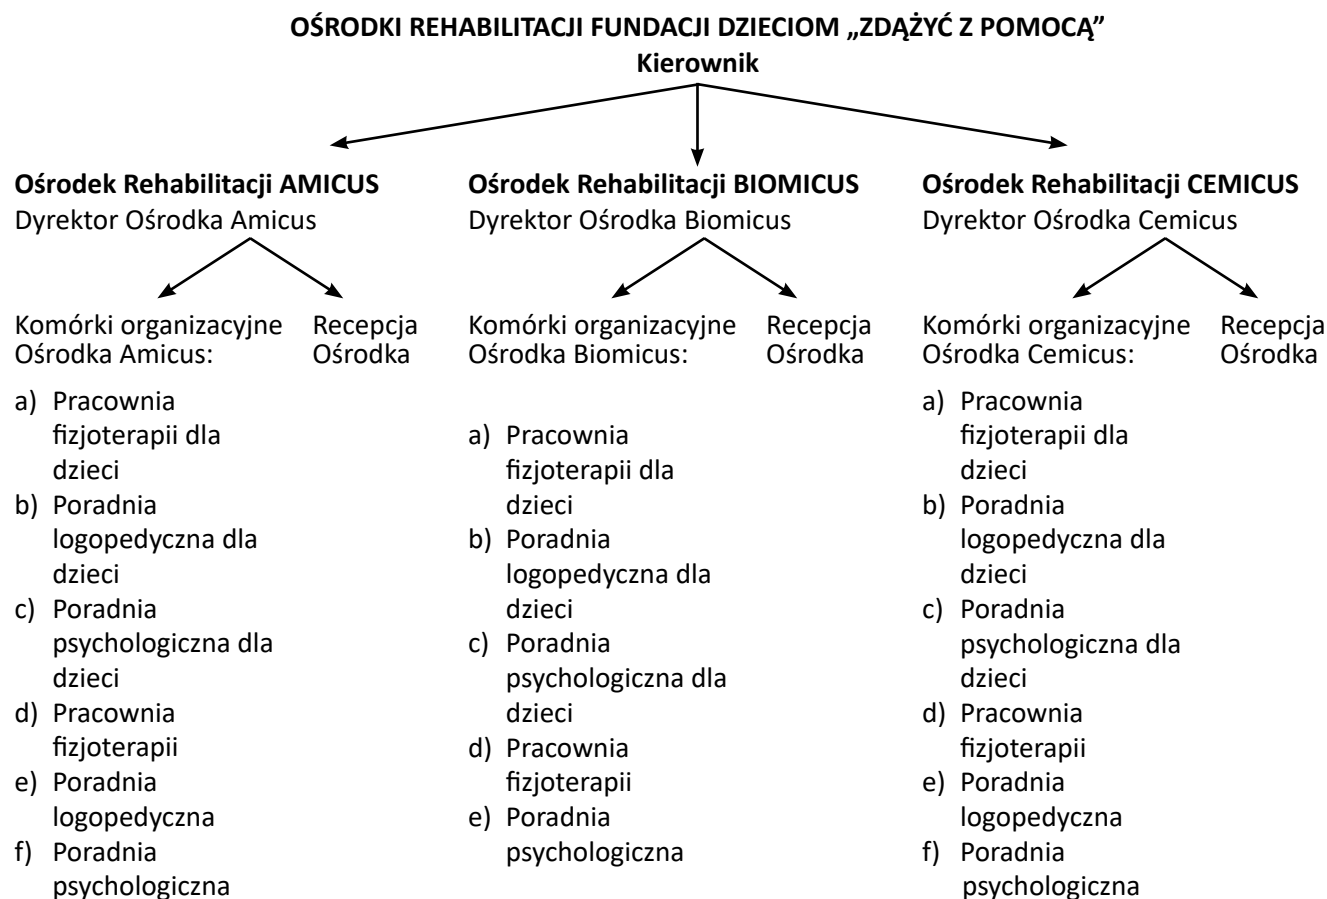 OŚRODKI REHABILITACJI FUNDACJI DZIECIOM „ZDĄŻYĆ Z POMOCĄ”
Kierownik
Ośrodek Rehabilitacji AMICUS
Dyrektor Ośrodka Amicus
Komórki organizacyjne
Ośrodka Amicus:
Recepcja
Ośrodka
a) Pracownia
fizjoterapii dla
dzieci
b) Poradnia
logopedyczna dla
dzieci
c) Poradnia
psychologiczna dla
dzieci
d) Pracownia
fizjoterapii
e) Poradnia
logopedyczna
f) Poradnia
psychologiczna
Ośrodek Rehabilitacji BIOMICUS
Dyrektor Ośrodka Biomicus
Komórki organizacyjne
Ośrodka Biomicus:
Recepcja
Ośrodka
a) Pracownia
fizjoterapii dla
dzieci
b) Poradnia
logopedyczna dla
dzieci
c) Poradnia
psychologiczna dla
dzieci
d) Pracownia
fizjoterapii
e) Poradnia
psychologiczna
Ośrodek Rehabilitacji CEMICUS
Dyrektor Ośrodka Cemicus
Komórki organizacyjne
Ośrodka Cemicus:
Recepcja
Ośrodka
a) Pracownia
fizjoterapii dla
dzieci
b) Poradnia
logopedyczna dla
dzieci
c) Poradnia
psychologiczna dla
dzieci
d) Pracownia
fizjoterapii
e) Poradnia
logopedyczna
f) Poradnia
psychologiczna